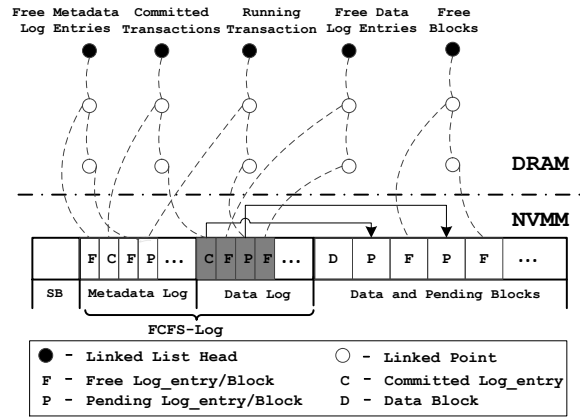 Free Metadata Committed Running Free Data Free
Log Entries Transactions Transaction Log Entries Blocks
DRAM
NVMM
F C F P ... C F P F ... D P F P F ...
SB Metadata Log Data Log Data and Pending Blocks
FCFS-Log
- Linked List Head - Linked Point
F - Free Log_entry/Block C - Committed Log_entry
P - Pending Log_entry/Block D - Data Block